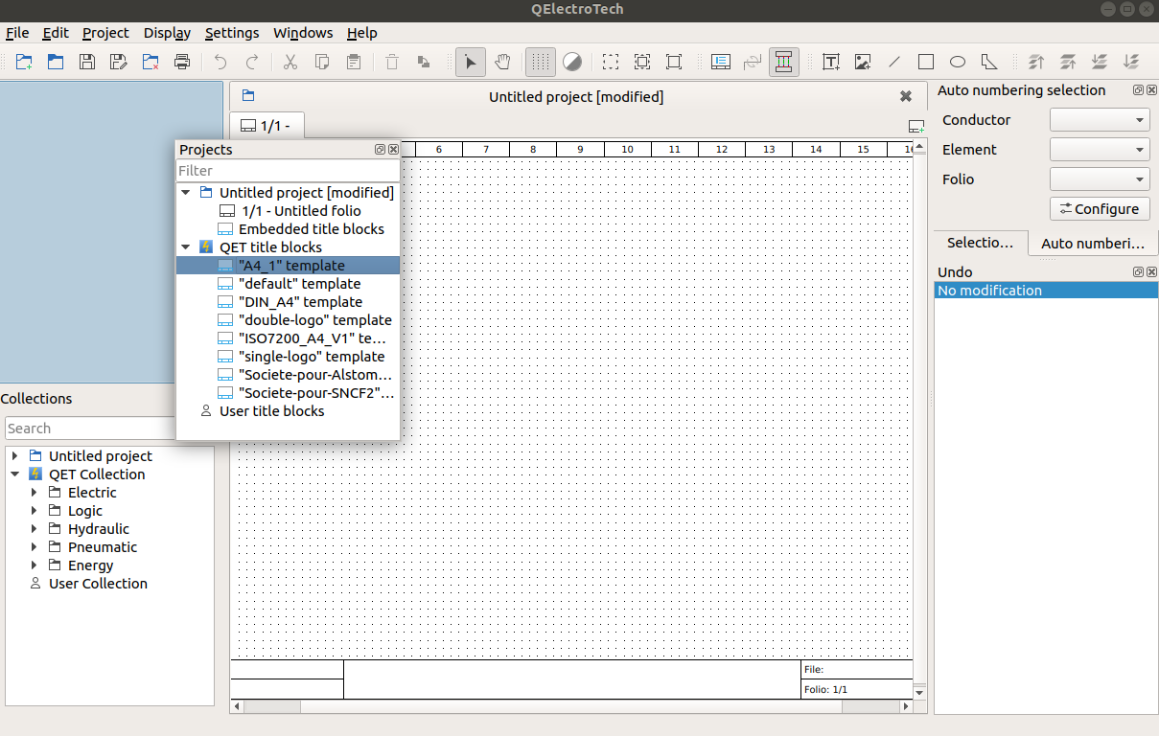 QElectroTech
File Edit Project Display Settings Windows Help
Untitled project [modified]
1/1 -
Projects
Filter
Untitled project [modified]
1/1 - Untitled folio
Embedded title blocks
QET title blocks
"A4_1" template
"default" template
"DIN_A4" template
"double-logo" template
"ISO7200_A4_V1" te...
"single-logo" template
"Societe-pour-Alstom...
"Societe-pour-SNCF2"...
User title blocks
6 7 8 9 10 11 12 13 14 15
Collections
Search
Untitled project
QET Collection
Electric
Logic
Hydraulic
Pneumatic
Energy
User Collection
File:
Folio: 1/1
Auto numbering selection
Conductor
Element
Folio
Configure
Selectio...
Auto numberi...
Undo
No modification